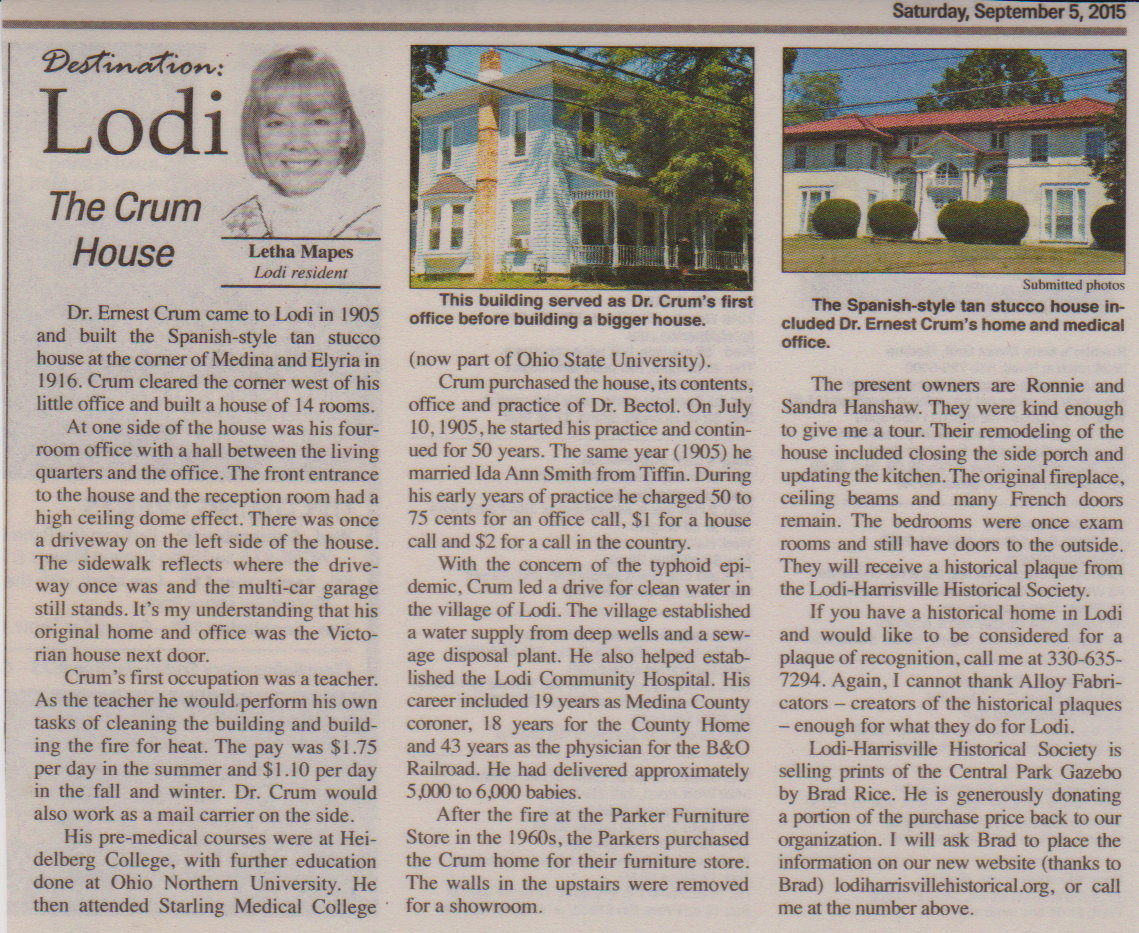 Saturday, September 5, 2015
Destination:
Lodi
The Crum
House
Letha Mapes
Lodi resident
Dr. Ernest Crum came to Lodi in 1905
and built the Spanish-style tan stucco
house at the corner of Medina and Elyria in
1916. Crum cleared the corner west of his
little office and built a house of 14 rooms.
At one side of the house was his four-
room office with a hall between the living
quarters and the office. The front entrance
to the house and the reception room had a
high ceiling dome effect. There was once
a driveway on the left side of the house.
The sidewalk reflects where the drive-
way once was and the multi-car garage
still stands. It's my understanding that his
original home and office was the Victo-
rian house next door.
Crum's first occupation was a teacher.
As the teacher he would perform his own
tasks of cleaning the building and build-
ing the fire for heat. The pay was $1.75
per day in the summer and $1.10 per day
in the fall and winter. Dr. Crum would
also work as a mail carrier on the side.
His pre-medical courses were at Hei-
delberg College, with further education
done at Ohio Northern University. He
then attended Starling Medical College
This building served as Dr. Crum's first
office before building a bigger house.
(now part of Ohio State University).
Crum purchased the house, its contents,
office and practice of Dr. Bectol. On July
10, 1905, he started his practice and contin-
ued for 50 years. The same year (1905) he
married Ida Ann Smith from Tiffin. During
his early years of practice he charged 50 to
75 cents for an office call, $1 for a house
call and $2 for a call in the country.
With the concern of the typhoid epi-
demic, Crum led a drive for clean water in
the village of Lodi. The village established
a water supply from deep wells and a sew-
age disposal plant. He also helped estab-
lished the Lodi Community Hospital. His
career included 19 years as Medina County
coroner, 18 years for the County Home
and 43 years as the physician for the B&O
Railroad. He had delivered approximately
5,000 to 6,000 babies.
After the fire at the Parker Furniture
Store in the 1960s, the Parkers purchased
the Crum home for their furniture store.
The walls in the upstairs were removed
for a showroom.
Submitted photos
The Spanish-style tan stucco house in-
cluded Dr. Ernest Crum's home and medical
office.
The present owners are Ronnie and
Sandra Hanshaw. They were kind enough
to give me a tour. Their remodeling of the
house included closing the side porch and
updating the kitchen. The original fireplace,
ceiling beams and many French doors
remain. The bedrooms were once exam
rooms and still have doors to the outside.
They will receive a historical plaque from
the Lodi-Harrisville Historical Society.
If you have a historical home in Lodi
and would like to be considered for a
plaque of recognition, call me at 330-635-
7294. Again, I cannot thank Alloy Fabri-
cators – creators of the historical plaques
– enough for what they do for Lodi.
Lodi-Harrisville Historical Society is
selling prints of the Central Park Gazebo
by Brad Rice. He is generously donating
a portion of the purchase price back to our
organization. I will ask Brad to place the
information on our new website (thanks to
Brad) lodiharrisvillehistorical.org, or call
me at the number above.